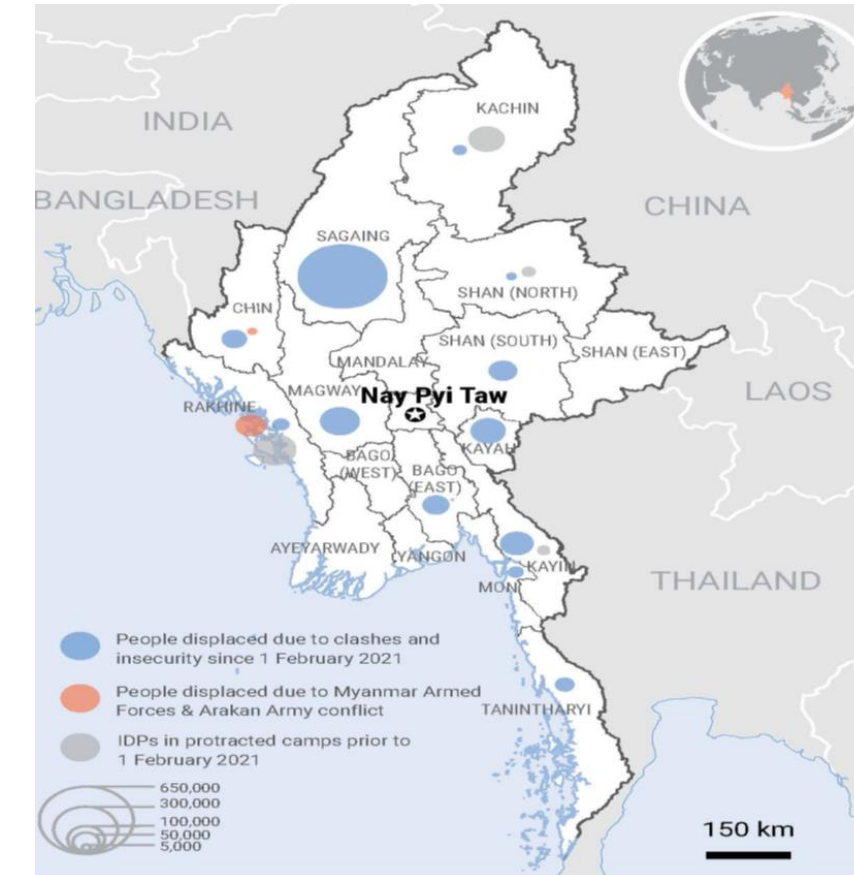 KACHIN
INDIA
BANGLADESH
CHINA
SAGAING
SHAN (NORTH)
CHIN
SHAN (SOUTH)
SHAN (EAST)
MANDALAY
MAGWAY
Nay Pyi Taw
LAOS
RAKHINE
KAYAH
BAGO
(WEST)
BAGO
(EAST)
AYEYARWADY
YANGON
KAYIN
MON
THAILAND
TANINTHARYI
People displaced due to clashes and
insecurity since 1 February 2021
People displaced due to Myanmar Armed
Forces & Arakan Army conflict
IDPs in protracted camps prior to
1 February 2021
650,000
300,000
100,000
50,000
5,000
150 km